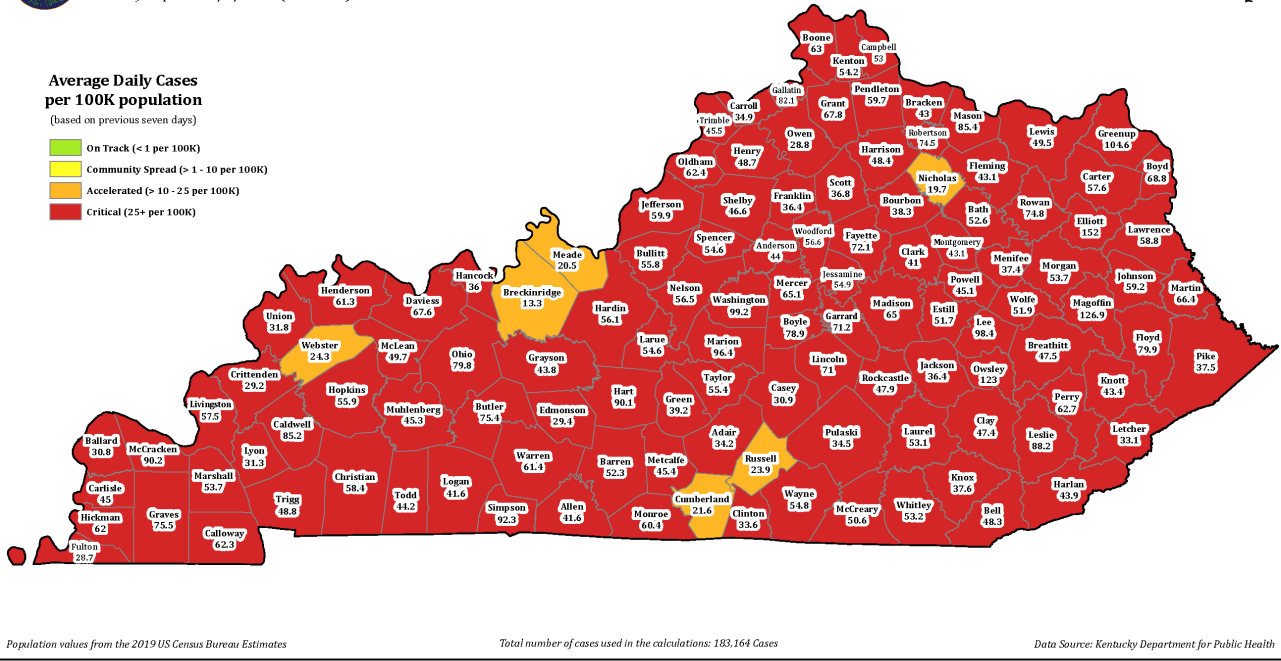 Average Daily Cases
per 100K population
(based on previous seven days)
On Track (< 1 per 100K)
Community Spread (> 1 - 10 per 100K)
Accelerated (> 10 - 25 per 100K)
Critical (25+ per 100K)
Boone
63
Campbell
53
Kenton
54.2
Gallatin
82.1
Pendleton
59.7
Grant
67.8
Carroll
34.9
Bracken
43
Trimble
45.5
Mason
85.4
Owen
28.8
Robertson
74.5
Lewis
49.5
Greenup
104.6
Henry
48.7
Harrison
48.4
Oldham
62.4
Fleming
43.1
Boyd
68.8
Nicholas
19.7
Carter
57.6
Scott
36.8
Shelby
46.6
Franklin
36.4
Jefferson
59.9
Bourbon
38.3
Bath
52.6
Rowan
74.8
Elliott
152
Lawrence
58.8
Spencer
54.6
Woodford
56.6
Fayette
72.1
Anderson
44
Montgomery
43.1
Clark
41
Meade
20.5
Bullitt
55.8
Menifee
37.4
Morgan
53.7
Hancock
36
Jessamine
54.9
Powell
45.1
Johnson
59.2
Martin
66.4
Henderson
61.3
Breckinridge
13.3
Nelson
56.5
Mercer
65.1
Daviess
67.6
Washington
99.2
Madison
65
Wolfe
51.9
Magoffin
126.9
Hardin
56.1
Union
31.8
Boyle
78.9
Garrard
71.2
Estill
51.7
Lee
98.4
Webster
24.3
McLean
49.7
Larue
54.6
Marion
96.4
Breathitt
47.5
Floyd
79.9
Ohio
79.8
Grayson
43.8
Lincoln
71
Pike
37.5
Crittenden
29.2
Taylor
55.4
Rockcastle
47.9
Jackson
36.4
Owsley
123
Knott
43.4
Hopkins
55.9
Hart
90.1
Casey
30.9
Livingston
57.5
Muhlenberg
45.3
Butler
75.4
Edmonson
29.4
Green
39.2
Perry
62.7
Caldwell
85.2
Adair
34.2
Pulaski
34.5
Laurel
53.1
Clay
47.4
Leslie
88.2
Letcher
33.1
Ballard
30.8
McCracken
90.2
Lyon
31.3
Warren
61.4
Barren
52.3
Metcalfe
45.4
Russell
23.9
Marshall
53.7
Christian
58.4
Logan
41.6
Knox
37.6
Harlan
43.9
Carlisle
45
Trigg
48.8
Todd
44.2
Cumberland
21.6
Wayne
54.8
Simpson
92.3
Allen
41.6
Monroe
60.4
Clinton
33.6
McCreary
50.6
Whitley
53.2
Bell
48.3
Hickman
62
Graves
75.5
Calloway
62.3
Fulton
28.7
Population values from the 2019 US Census Bureau Estimates
Total number of cases used in the calculations: 183,164 Cases
Data Source: Kentucky Department for Public Health